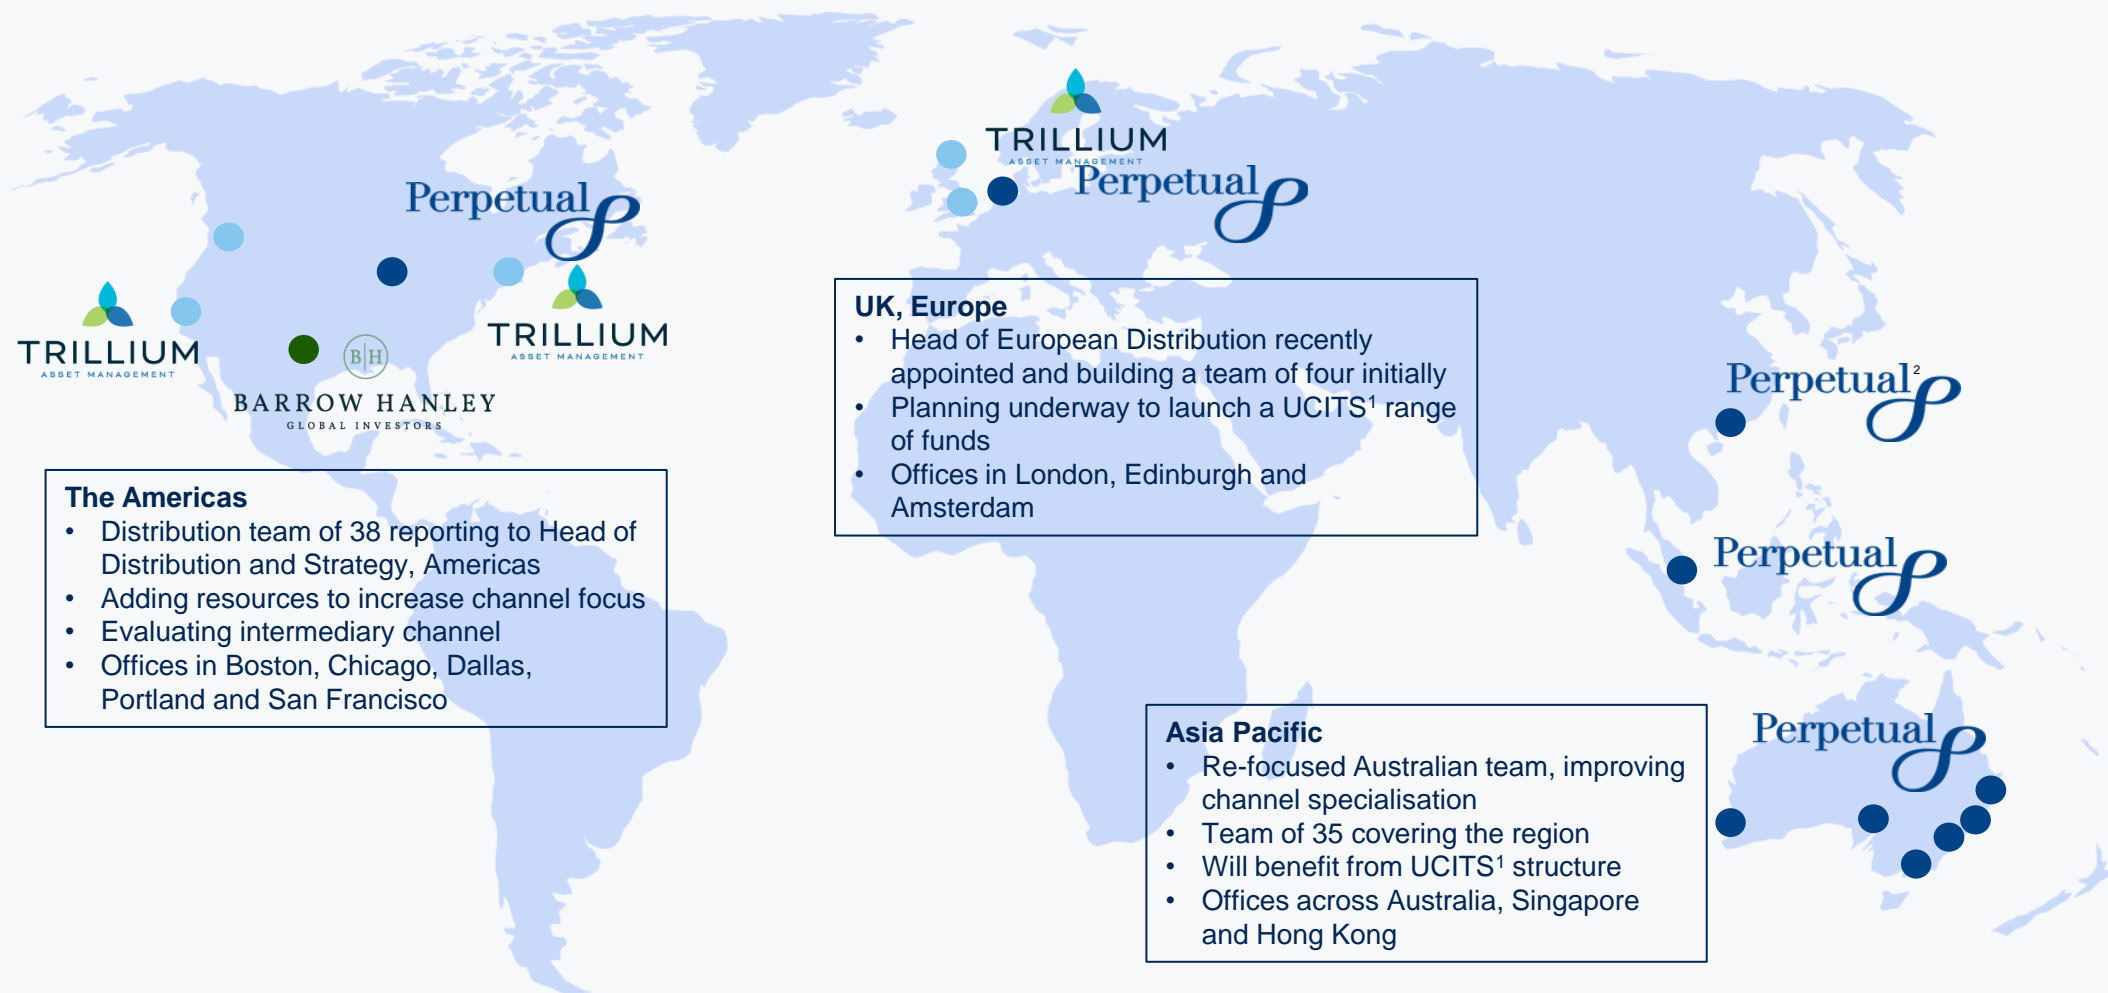 TRILLIUM
ASSET MANAGEMENT
Perpetual
Perpetual
TRILLIUM
ASSET MANAGEMENT
TRILLIUM
ASSET MANAGEMENT
B|H
BARROW HANLEY
GLOBAL INVESTORS
UK, Europe
• Head of European Distribution recently
appointed and building a team of four initially
• Planning underway to launch a UCITS¹ range
of funds
• Offices in London, Edinburgh and
Amsterdam
Perpetual ²
The Americas
• Distribution team of 38 reporting to Head of
Distribution and Strategy, Americas
• Adding resources to increase channel focus
• Evaluating intermediary channel
• Offices in Boston, Chicago, Dallas,
Portland and San Francisco
Perpetual
Asia Pacific
• Re-focused Australian team, improving
channel specialisation
• Team of 35 covering the region
• Will benefit from UCITS¹ structure
• Offices across Australia, Singapore
and Hong Kong
Perpetual